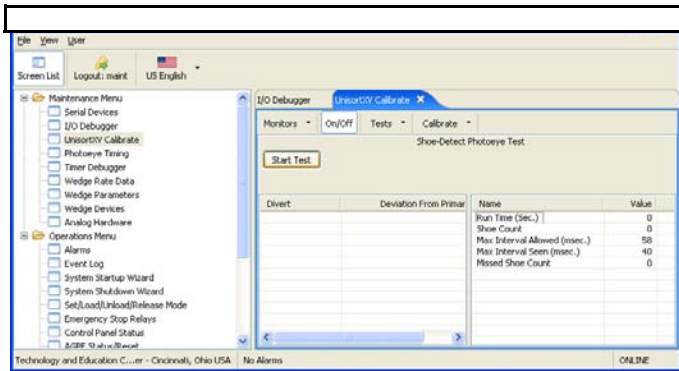 File View User
Screen List Logout: maint US English
Maintenance Menu
Serial Devices
I/O Debugger
UnisortXV Calibrate
Photoeye Timing
Timer Debugger
Wedge Rate Data
Wedge Parameters
Wedge Devices
Analog Hardware
Operations Menu
Alarms
Event Log
System Startup Wizard
System Shutdown Wizard
Set/Load/Unload/Release Mode
Emergency Stop Relays
Control Panel Status
AGPE Status/Reset
I/O Debugger UnisortXV Calibrate
Monitors On/Off Tests Calibrate
Shoe-Detect Photoeye Test
Start Test
Divert Deviation From Primar
Name Value
Run Time (Sec.) 0
Shoe Count 0
Max Interval Allowed (msec.) 58
Max Interval Seen (msec.) 40
Missed Shoe Count 0
Technology and Education C...er - Cincinnati, Ohio USA No Alarms ONLINE